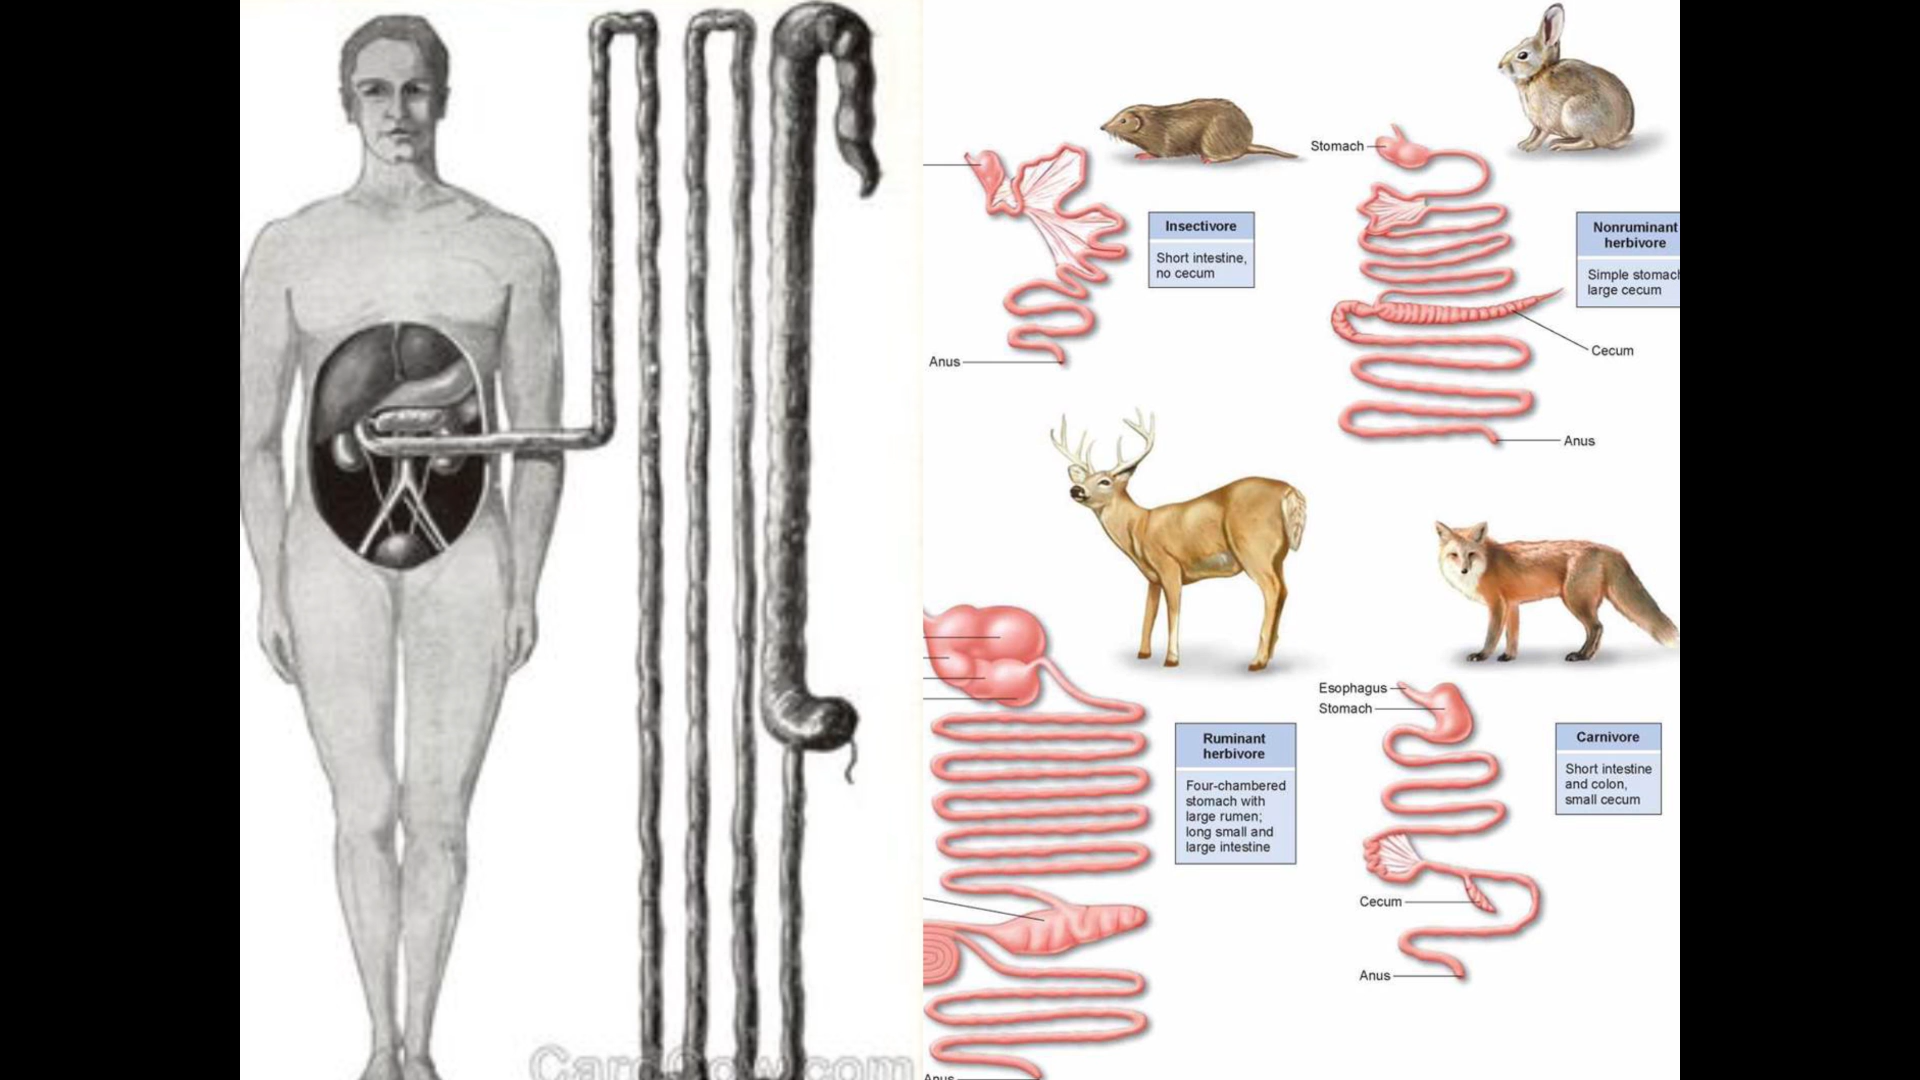 Stomach
Insectivore
Short intestine,
no cecum
Anus
Nonruminant
herbivore
Simple stomach
large cecum
Cecum
Anus
Ruminant
herbivore
Four-chambered
stomach with
large rumen;
long small and
large intestine
Anus
Esophagus
Stomach
Carnivore
Short intestine
and colon,
small cecum
Cecum
Anus